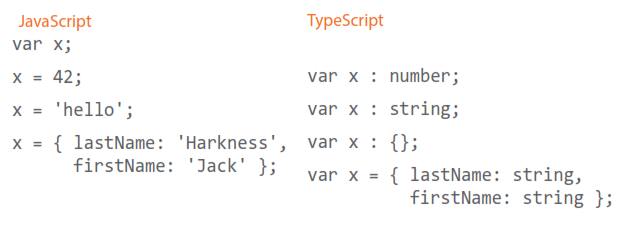 JavaScript
var x;
x = 42;
x = 'hello';
x = { lastName: 'Harkness',
firstName: 'Jack' };
TypeScript
var x : number;
var x : string;
var x : {};
var x = { lastName: string,
firstName: string };